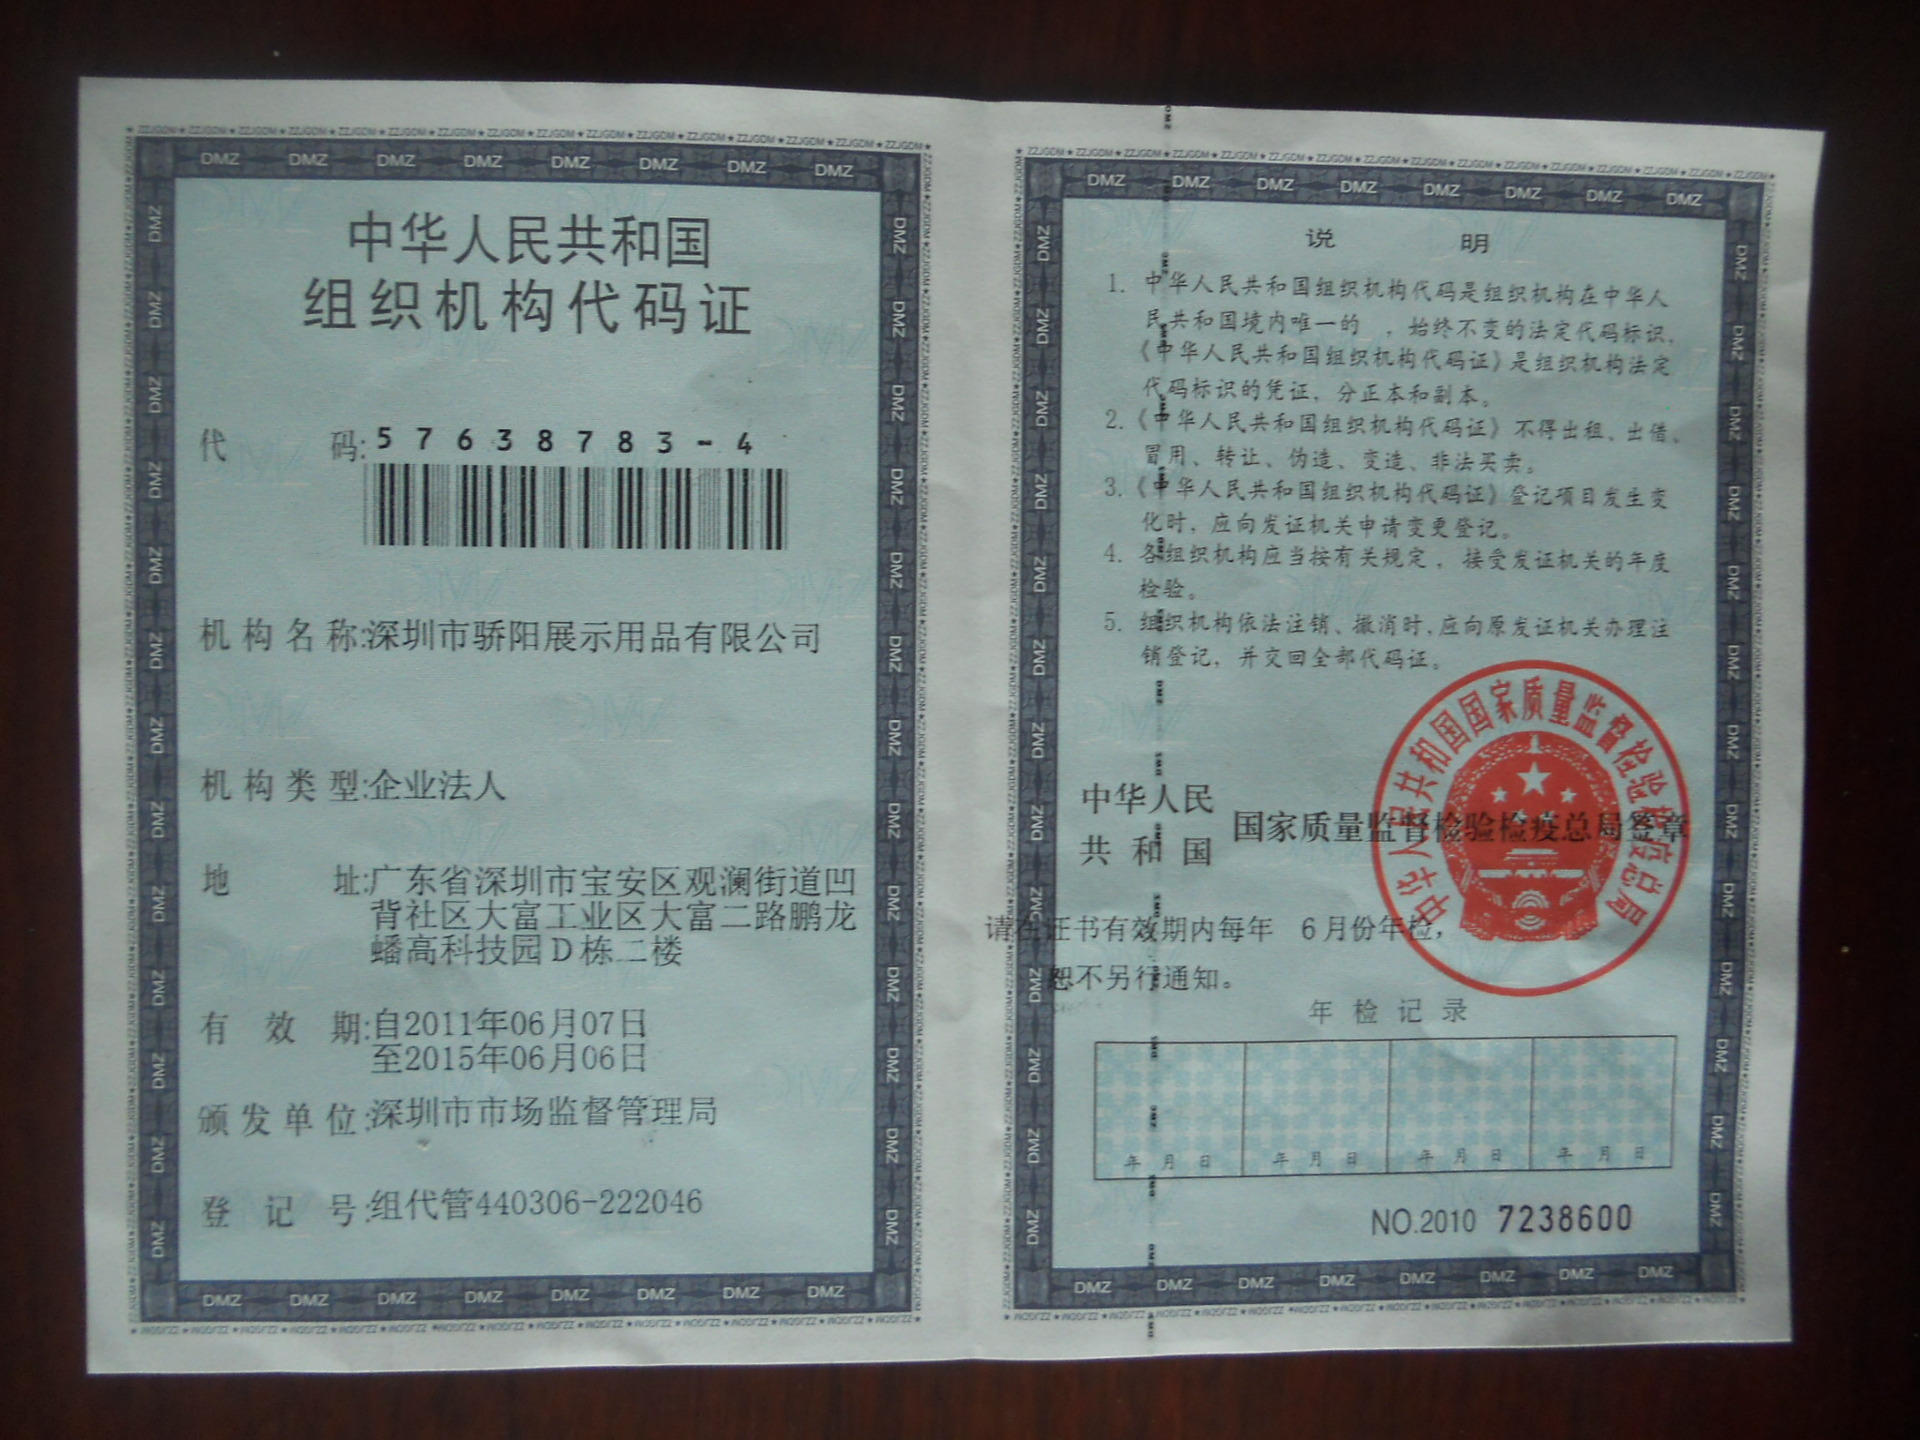 中华人民共和国
组织机构代码证
代 码:57638783-4
机构名称:深圳市骄阳展示用品有限公司
机构类型:企业法人
地 址:广东省深圳市宝安区观澜街道凹
背社区大富工业区大富二路鹏龙
蟠高科技园D栋二楼
有 效 期:自2011年06月07日
至2015年06月06日
颁发单位:深圳市市场监督管理局
登 记 号:组代管440306-222046
说 明
1. 中华人民共和国组织机构代码是组织机构在中华人
民共和国境内唯一的 ，始终不变的法定代码标识，
《中华人民共和国组织机构代码证》是组织机构法定
代码标识的凭证，分正本和副本。
2.《中华人民共和国组织机构代码证》不得出租、出借、
冒用、转让、伪造、变造、非法买卖。
3.《中华人民共和国组织机构代码证》登记项目发生变
化时，应向发证机关申请变更登记。
4. 各组织机构应当按有关规定，接受发证机关的年度
检验。
5. 组织机构依法注销、撤消时，应向原发证机关办理注
销登记，并交回全部代码证。
中华人民共和国国家质量监督检验检疫总局
中华人民
共和国 国家质量监督检验检疫总局签章
请在证书有效期内每年 6月份年检，
恕不另行通知。
年检记录
年 月 日 年 月 日 年 月 日 年 月 日
NO.2010 7238600